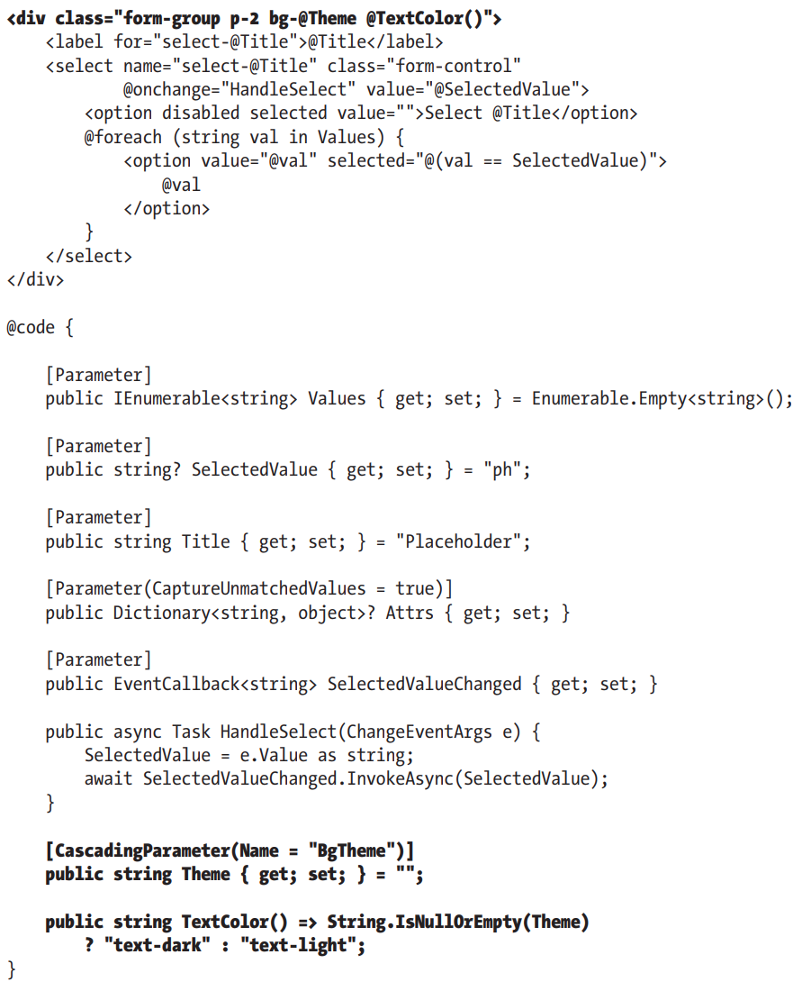 <div class="form-group p-2 bg-@Theme @TextColor()">
    <label for="select-@Title">@Title</label>
    <select name="select-@Title" class="form-control"
            @onchange="HandleSelect" value="@SelectedValue">
        <option disabled selected value="">Select @Title</option>
        @foreach (string val in Values) {
            <option value="@val" selected="@(val == SelectedValue)">
                @val
            </option>
        }
    </select>
</div>

@code {

    [Parameter]
    public IEnumerable<string> Values { get; set; } = Enumerable.Empty<string>();

    [Parameter]
    public string? SelectedValue { get; set; } = "ph";

    [Parameter]
    public string Title { get; set; } = "Placeholder";

    [Parameter(CaptureUnmatchedValues = true)]
    public Dictionary<string, object>? Attrs { get; set; }

    [Parameter]
    public EventCallback<string> SelectedValueChanged { get; set; }

    public async Task HandleSelect(ChangeEventArgs e) {
        SelectedValue = e.Value as string;
        await SelectedValueChanged.InvokeAsync(SelectedValue);
    }

    [CascadingParameter(Name = "BgTheme")]
    public string Theme { get; set; } = "";

    public string TextColor() => String.IsNullOrEmpty(Theme)
        ? "text-dark" : "text-light";
}